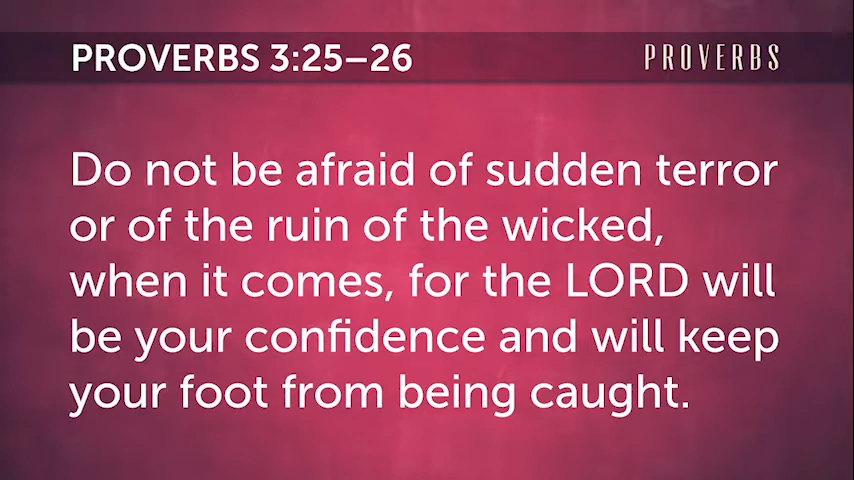 PROVERBS 3:25–26
PROVERBS
Do not be afraid of sudden terror
or of the ruin of the wicked,
when it comes, for the LORD will
be your confidence and will keep
your foot from being caught.